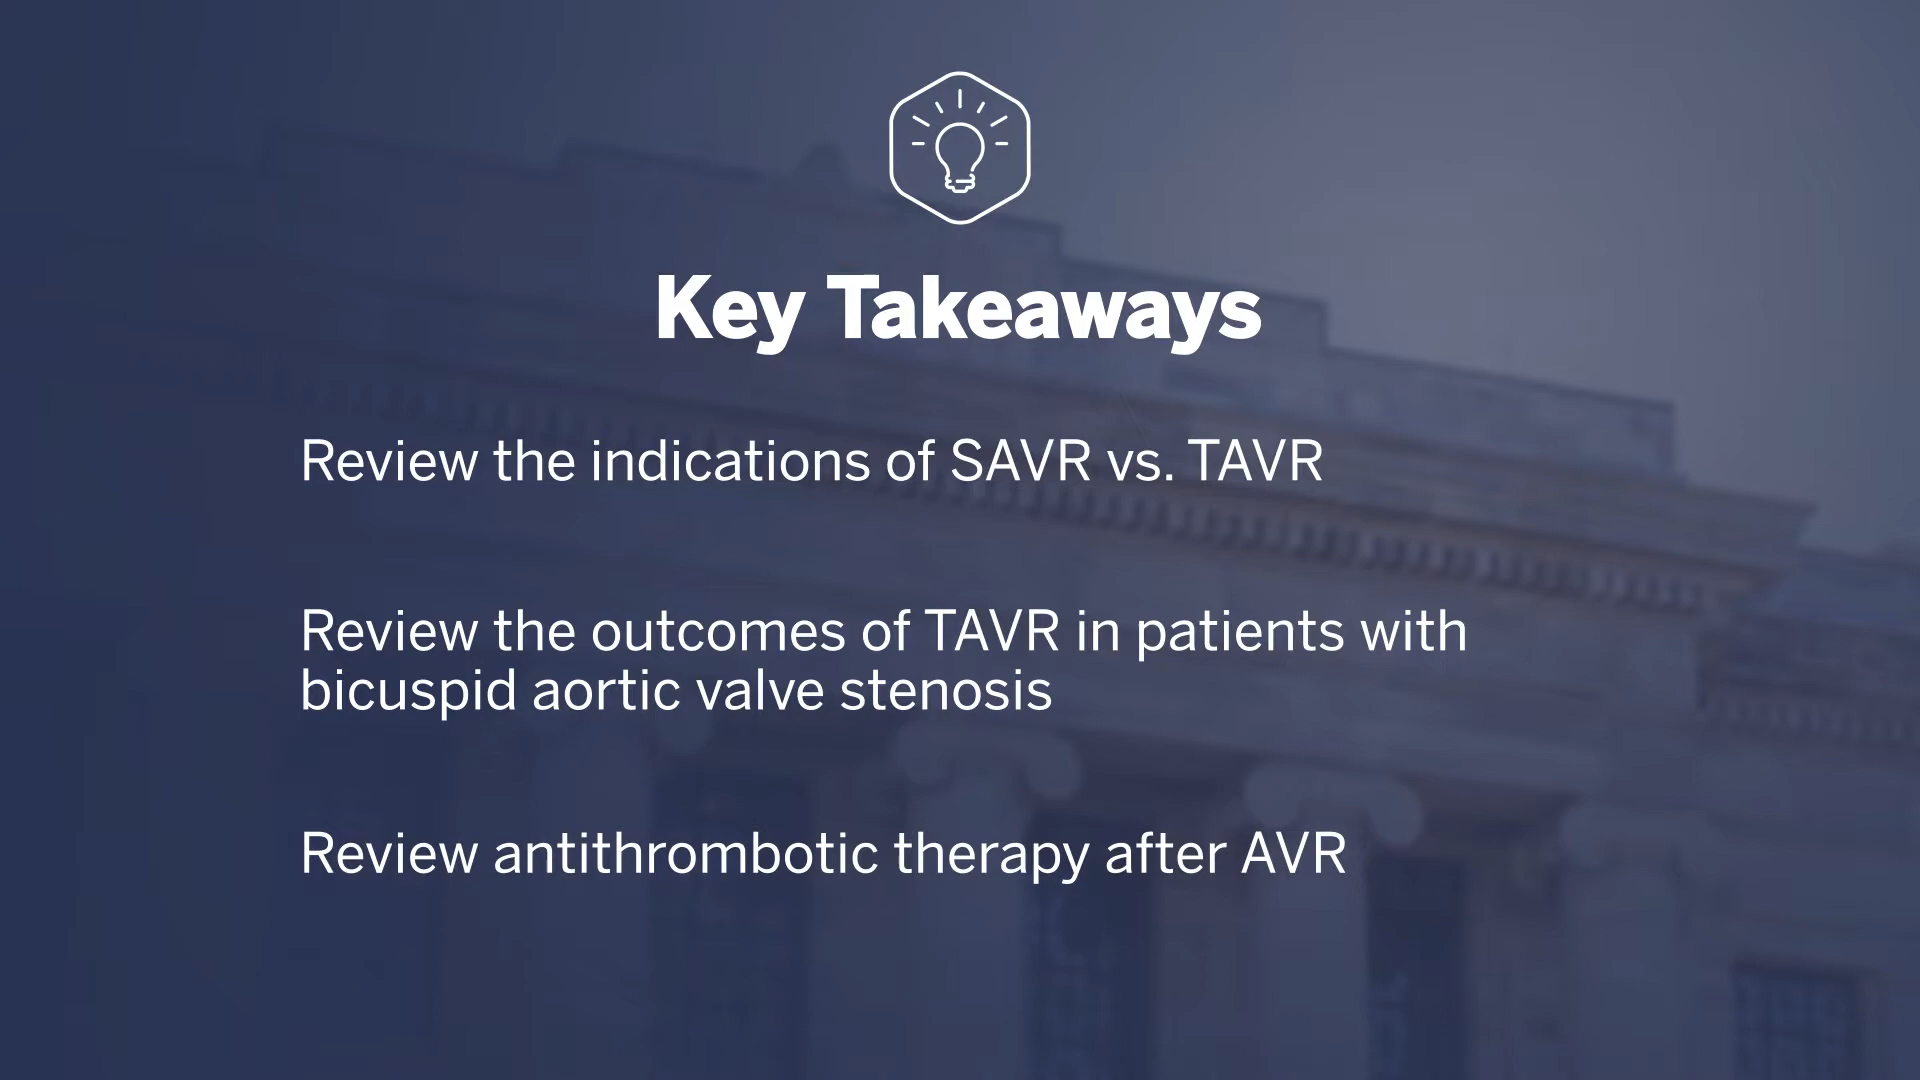 Key Takeaways
Review the indications of SAVR vs. TAVR
Review the outcomes of TAVR in patients with
bicuspid aortic valve stenosis
Review antithrombotic therapy after AVR